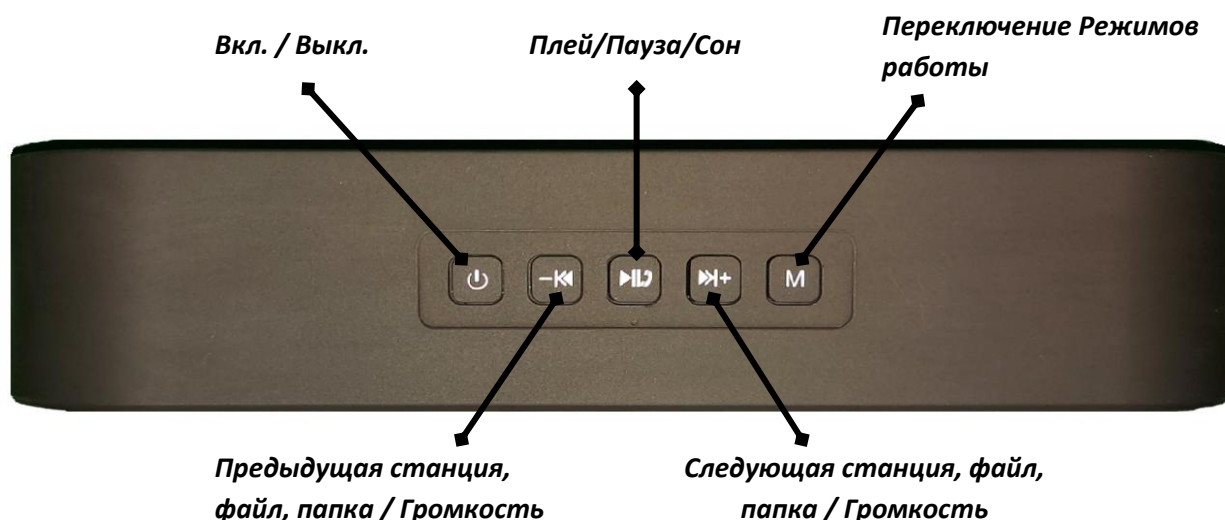 Вкл. / Выкл.
Плей/Пауза/Сон
Переключение Режимов
работы
M
Предыдущая станция,
файл, папка / Громкость
Следующая станция, файл,
папка / Громкость